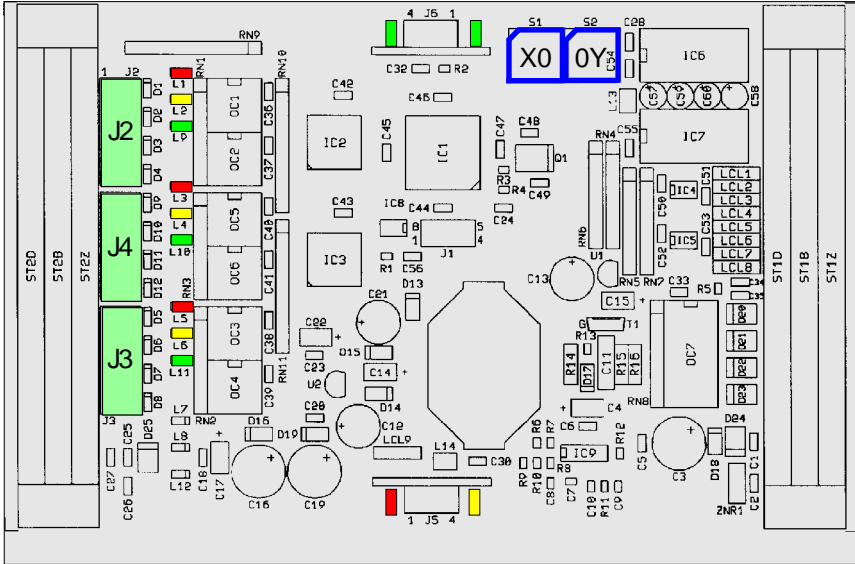 4 J6 1
S1 S2 C28
RN9
X0 0Y
C54
IC6
1 J2
RN1
RN10
C32 R2
L1
D1
OC1
C42
C46
L13
C57 C59 C60 C58
L2
C36
D2
J2
L9
IC2
C45
IC1
C47
C48
RN4
C55
IC7
D3
OC2
C37
Q1
D4
R3
R4
C49
C51
LCL1
L3
C50
IC4
LCL2
D9
OC5
C43
IC8
C44
C24
LCL3
L4
C40
C53
LCL4
D10
J4
L10
8 5
1 4
J1
RN6
C52
IC5
LCL5
D11
OC6
IC3
R1
C56
U1
LCL6
C41
LCL7
D12
RN3
C13
RN5 RN7
LCL8
ST2D
ST2B
ST2Z
ST1D
ST1B
ST1Z
L5
C21
D13
C15
C33
R5
C34
C35
D5
OC3
C38
C22
G T1
D20
L6
R13
D6
J3
L11
C23
D15
R14
C11
R15
R16
OC7
D21
D7
OC4
RN11
U2
C14
D17
D22
C39
D14
RN8
D23
D8
L7
C20
C4
J3
RN2
D16
D19
C12
C6
D24
D25
L8
LCL9
L14
R6
R7
R12
C25
C30
IC9
C5
D18
C1
C27
C18
C17
R9
R10
R8
C3
L12
C8
C7
C10
R11
C9
C2
C26
C16
C19
ZNR1
1 J5 4